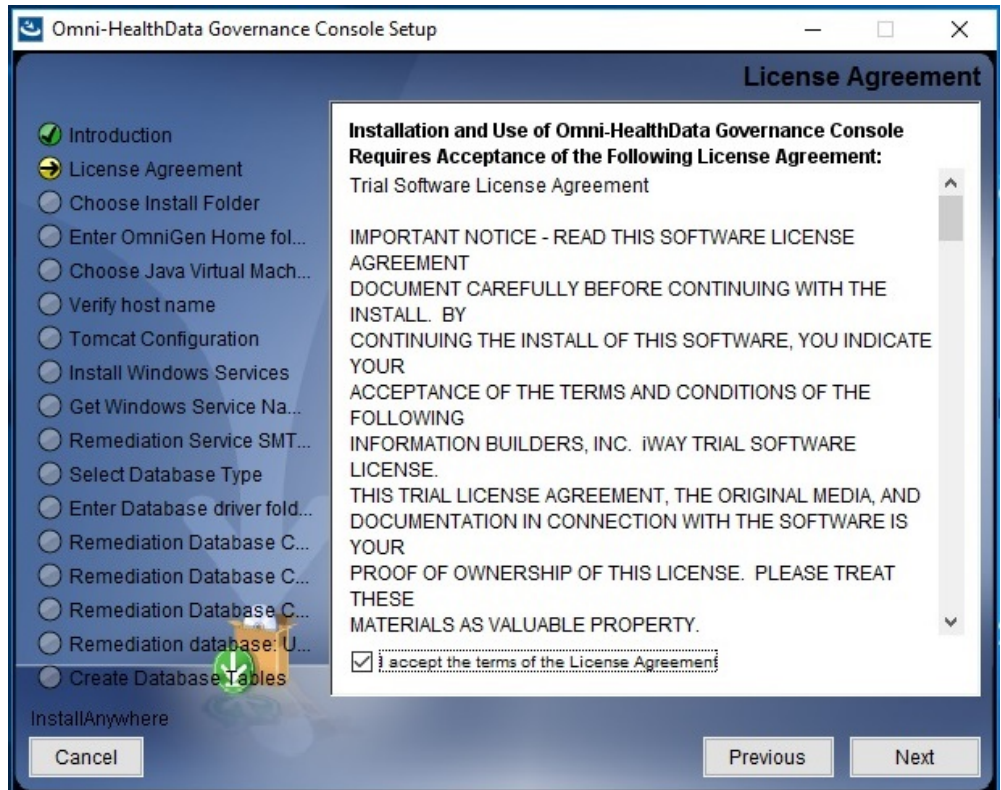 Omni-HealthData Governance Console Setup
License Agreement
Introduction
License Agreement
Choose Install Folder
Enter OmniGen Home fol...
Choose Java Virtual Mach...
Verify host name
Tomcat Configuration
Install Windows Services
Get Windows Service Na...
Remediation Service SMT...
Select Database Type
Enter Database driver fold...
Remediation Database C...
Remediation Database C...
Remediation Database C...
Remediation database: U...
Create Database Tables
Installation and Use of Omni-HealthData Governance Console
Requires Acceptance of the Following License Agreement:
Trial Software License Agreement
IMPORTANT NOTICE - READ THIS SOFTWARE LICENSE
AGREEMENT
DOCUMENT CAREFULLY BEFORE CONTINUING WITH THE
INSTALL. BY
CONTINUING THE INSTALL OF THIS SOFTWARE, YOU INDICATE
YOUR
ACCEPTANCE OF THE TERMS AND CONDITIONS OF THE
FOLLOWING
INFORMATION BUILDERS, INC. iWAY TRIAL SOFTWARE
LICENSE.
THIS TRIAL LICENSE AGREEMENT, THE ORIGINAL MEDIA, AND
DOCUMENTATION IN CONNECTION WITH THE SOFTWARE IS
YOUR
PROOF OF OWNERSHIP OF THIS LICENSE. PLEASE TREAT
THESE
MATERIALS AS VALUABLE PROPERTY.
I accept the terms of the License Agreement
InstallAnywhere
Cancel
Previous
Next